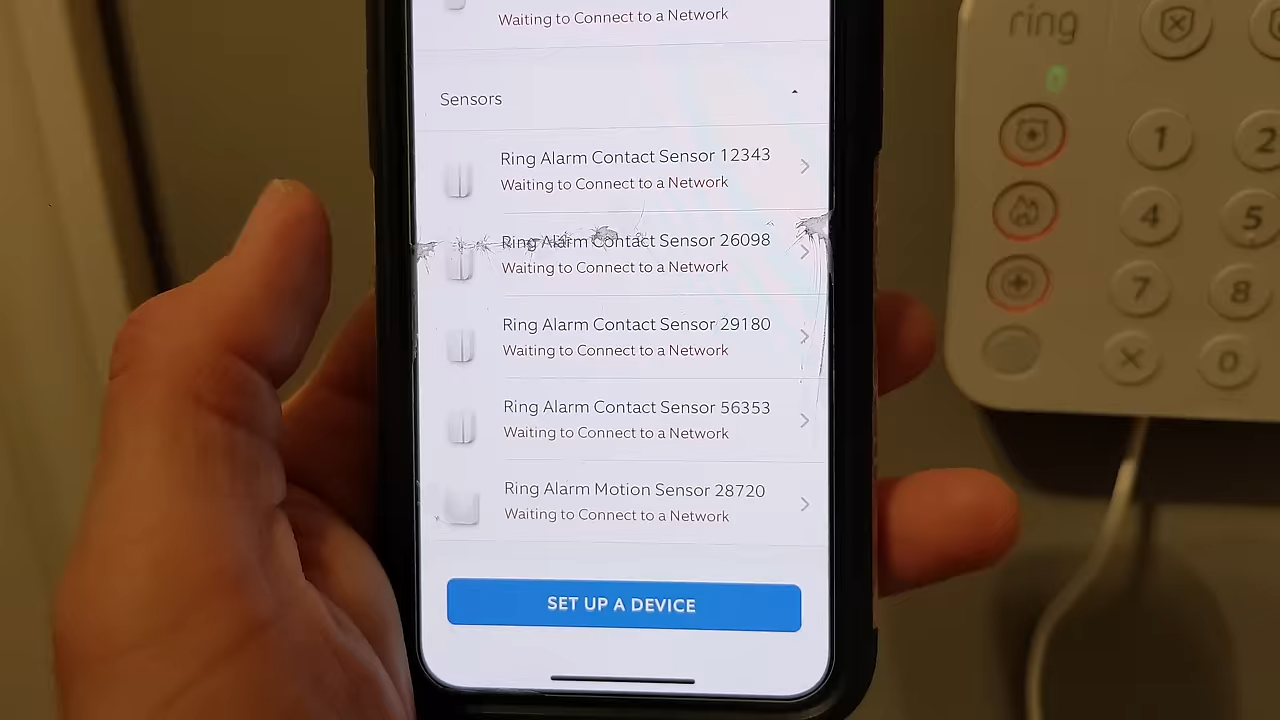 Waiting to Connect to a Network
Sensors
Ring Alarm Contact Sensor 12343
Waiting to Connect to a Network
Ring Alarm Contact Sensor 26098
Waiting to Connect to a Network
Ring Alarm Contact Sensor 29180
Waiting to Connect to a Network
Ring Alarm Contact Sensor 56353
Waiting to Connect to a Network
Ring Alarm Motion Sensor 28720
Waiting to Connect to a Network
SET UP A DEVICE
ring
1 2
4 5
7 8
X 0